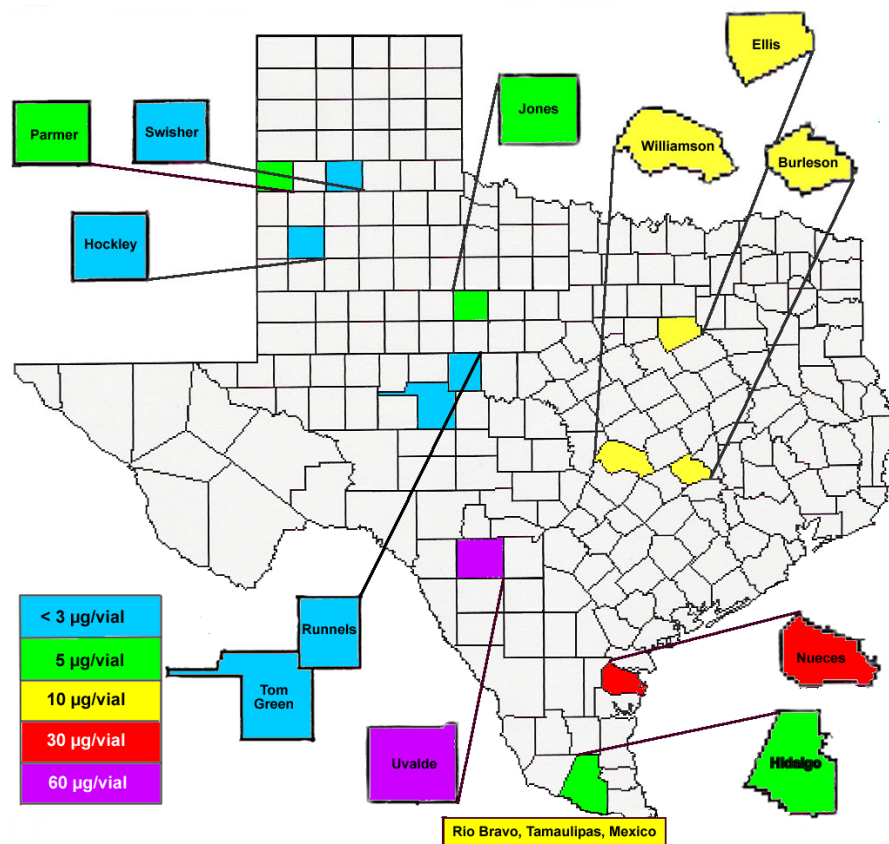 Ellis
Parmer
Swisher
Jones
Williamson
Burleson
Hockley
< 3 µg/vial
5 µg/vial
10 µg/vial
30 µg/vial
60 µg/vial
Runnels
Tom
Green
Nueces
Uvalde
Hidalgo
Rio Bravo, Tamaulipas, Mexico